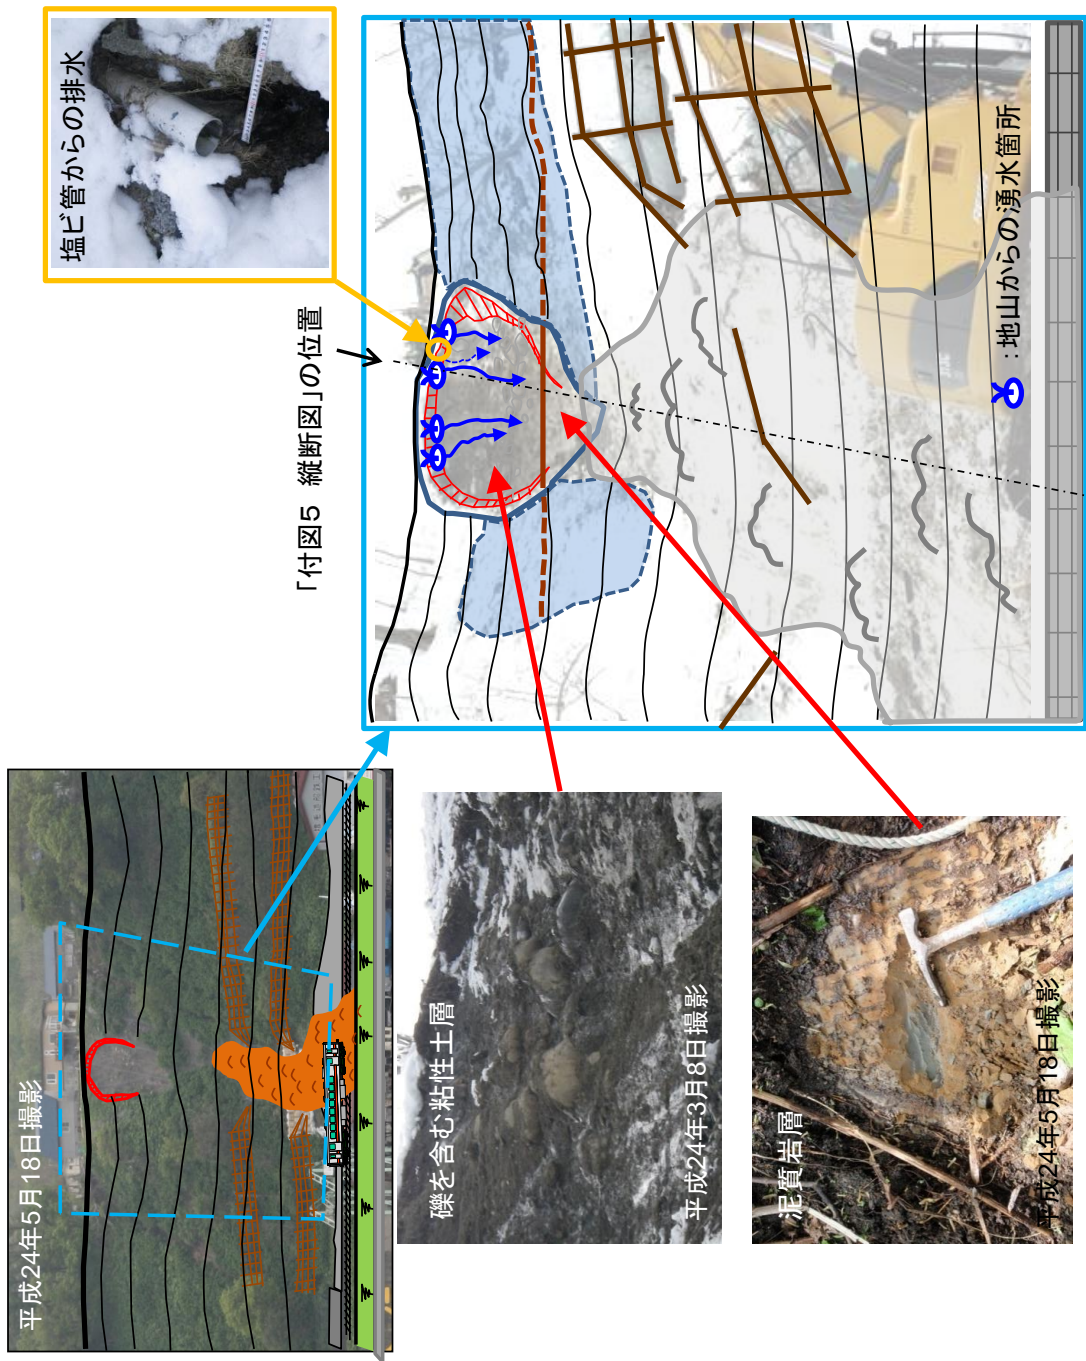 平成24年5月18日撮影
塩ビ管からの排水
「付図5 縦断図」の位置
礫を含む粘性土層
平成24年3月8日撮影
泥質岩層
平成24年5月18日撮影
:地山からの湧水箇所